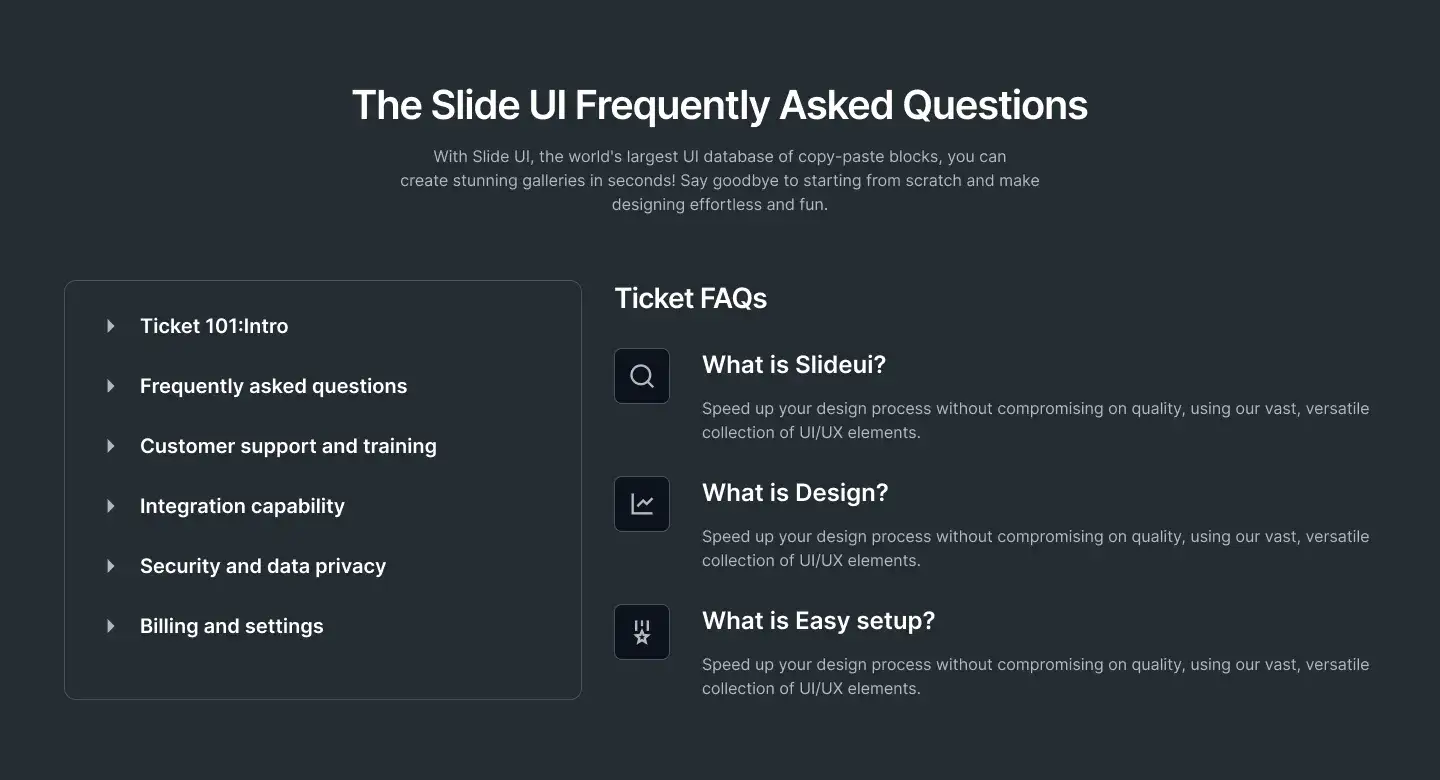 The Slide UI Frequently Asked Questions
With Slide UI, the world's largest UI database of copy-paste blocks, you can
create stunning galleries in seconds! Say goodbye to starting from scratch and make
designing effortless and fun.
Ticket 101:Intro
Frequently asked questions
Customer support and training
Integration capability
Security and data privacy
Billing and settings
Ticket FAQs
What is Slideui?
Speed up your design process without compromising on quality, using our vast, versatile
collection of UI/UX elements.
What is Design?
Speed up your design process without compromising on quality, using our vast, versatile
collection of UI/UX elements.
What is Easy setup?
Speed up your design process without compromising on quality, using our vast, versatile
collection of UI/UX elements.